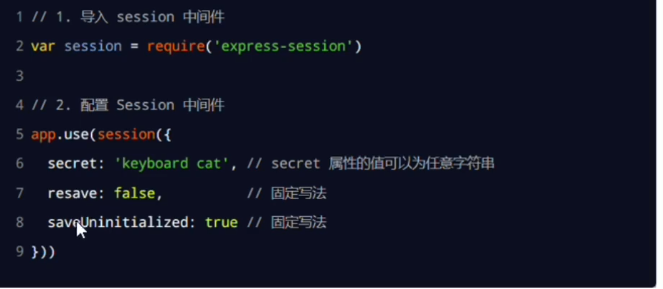 1 // 1. 导入 session 中间件
2 var session = require('express-session')
3
4 // 2. 配置 Session 中间件
5 app.use(session({
6   secret: 'keyboard cat', // secret 属性的值可以为任意字符串
7   resave: false,          // 固定写法
8   saveUninitialized: true // 固定写法
9 }))